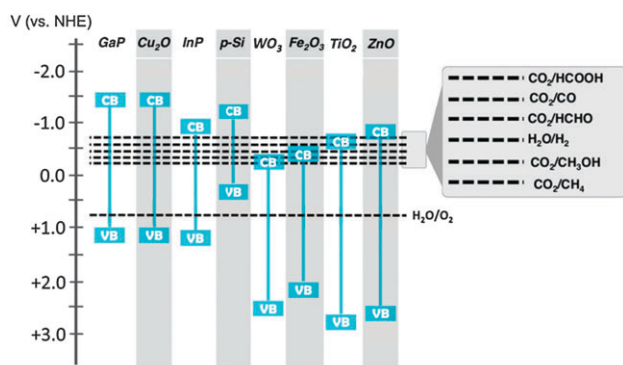 V (vs. NHE)
GaP Cu₂O InP p-Si WO₃ Fe₂O₃ TiO₂ ZnO
-2.0
-1.0
0.0
+1.0
+2.0
+3.0
CB CB CB CB CB CB CB CB
VB VB VB VB VB VB VB VB
H₂O/O₂
CO₂/HCOOH
CO₂/CO
CO₂/HCHO
H₂O/H₂
CO₂/CH₃OH
CO₂/CH₄